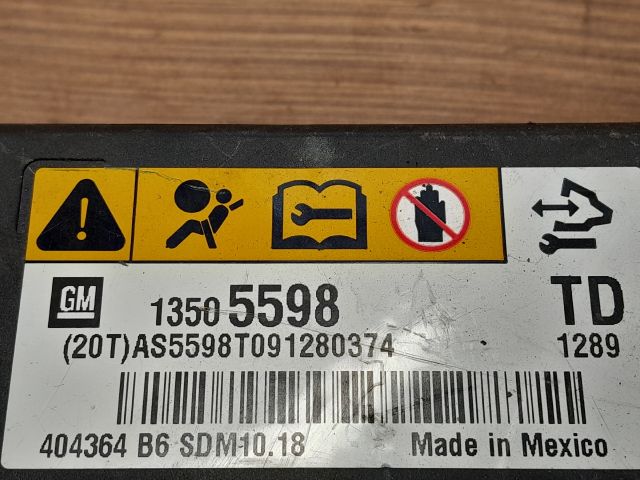 GM 13505598 TD
(20T)AS5598T091280374 1289
404364 B6 SDM10.18 Made in Mexico